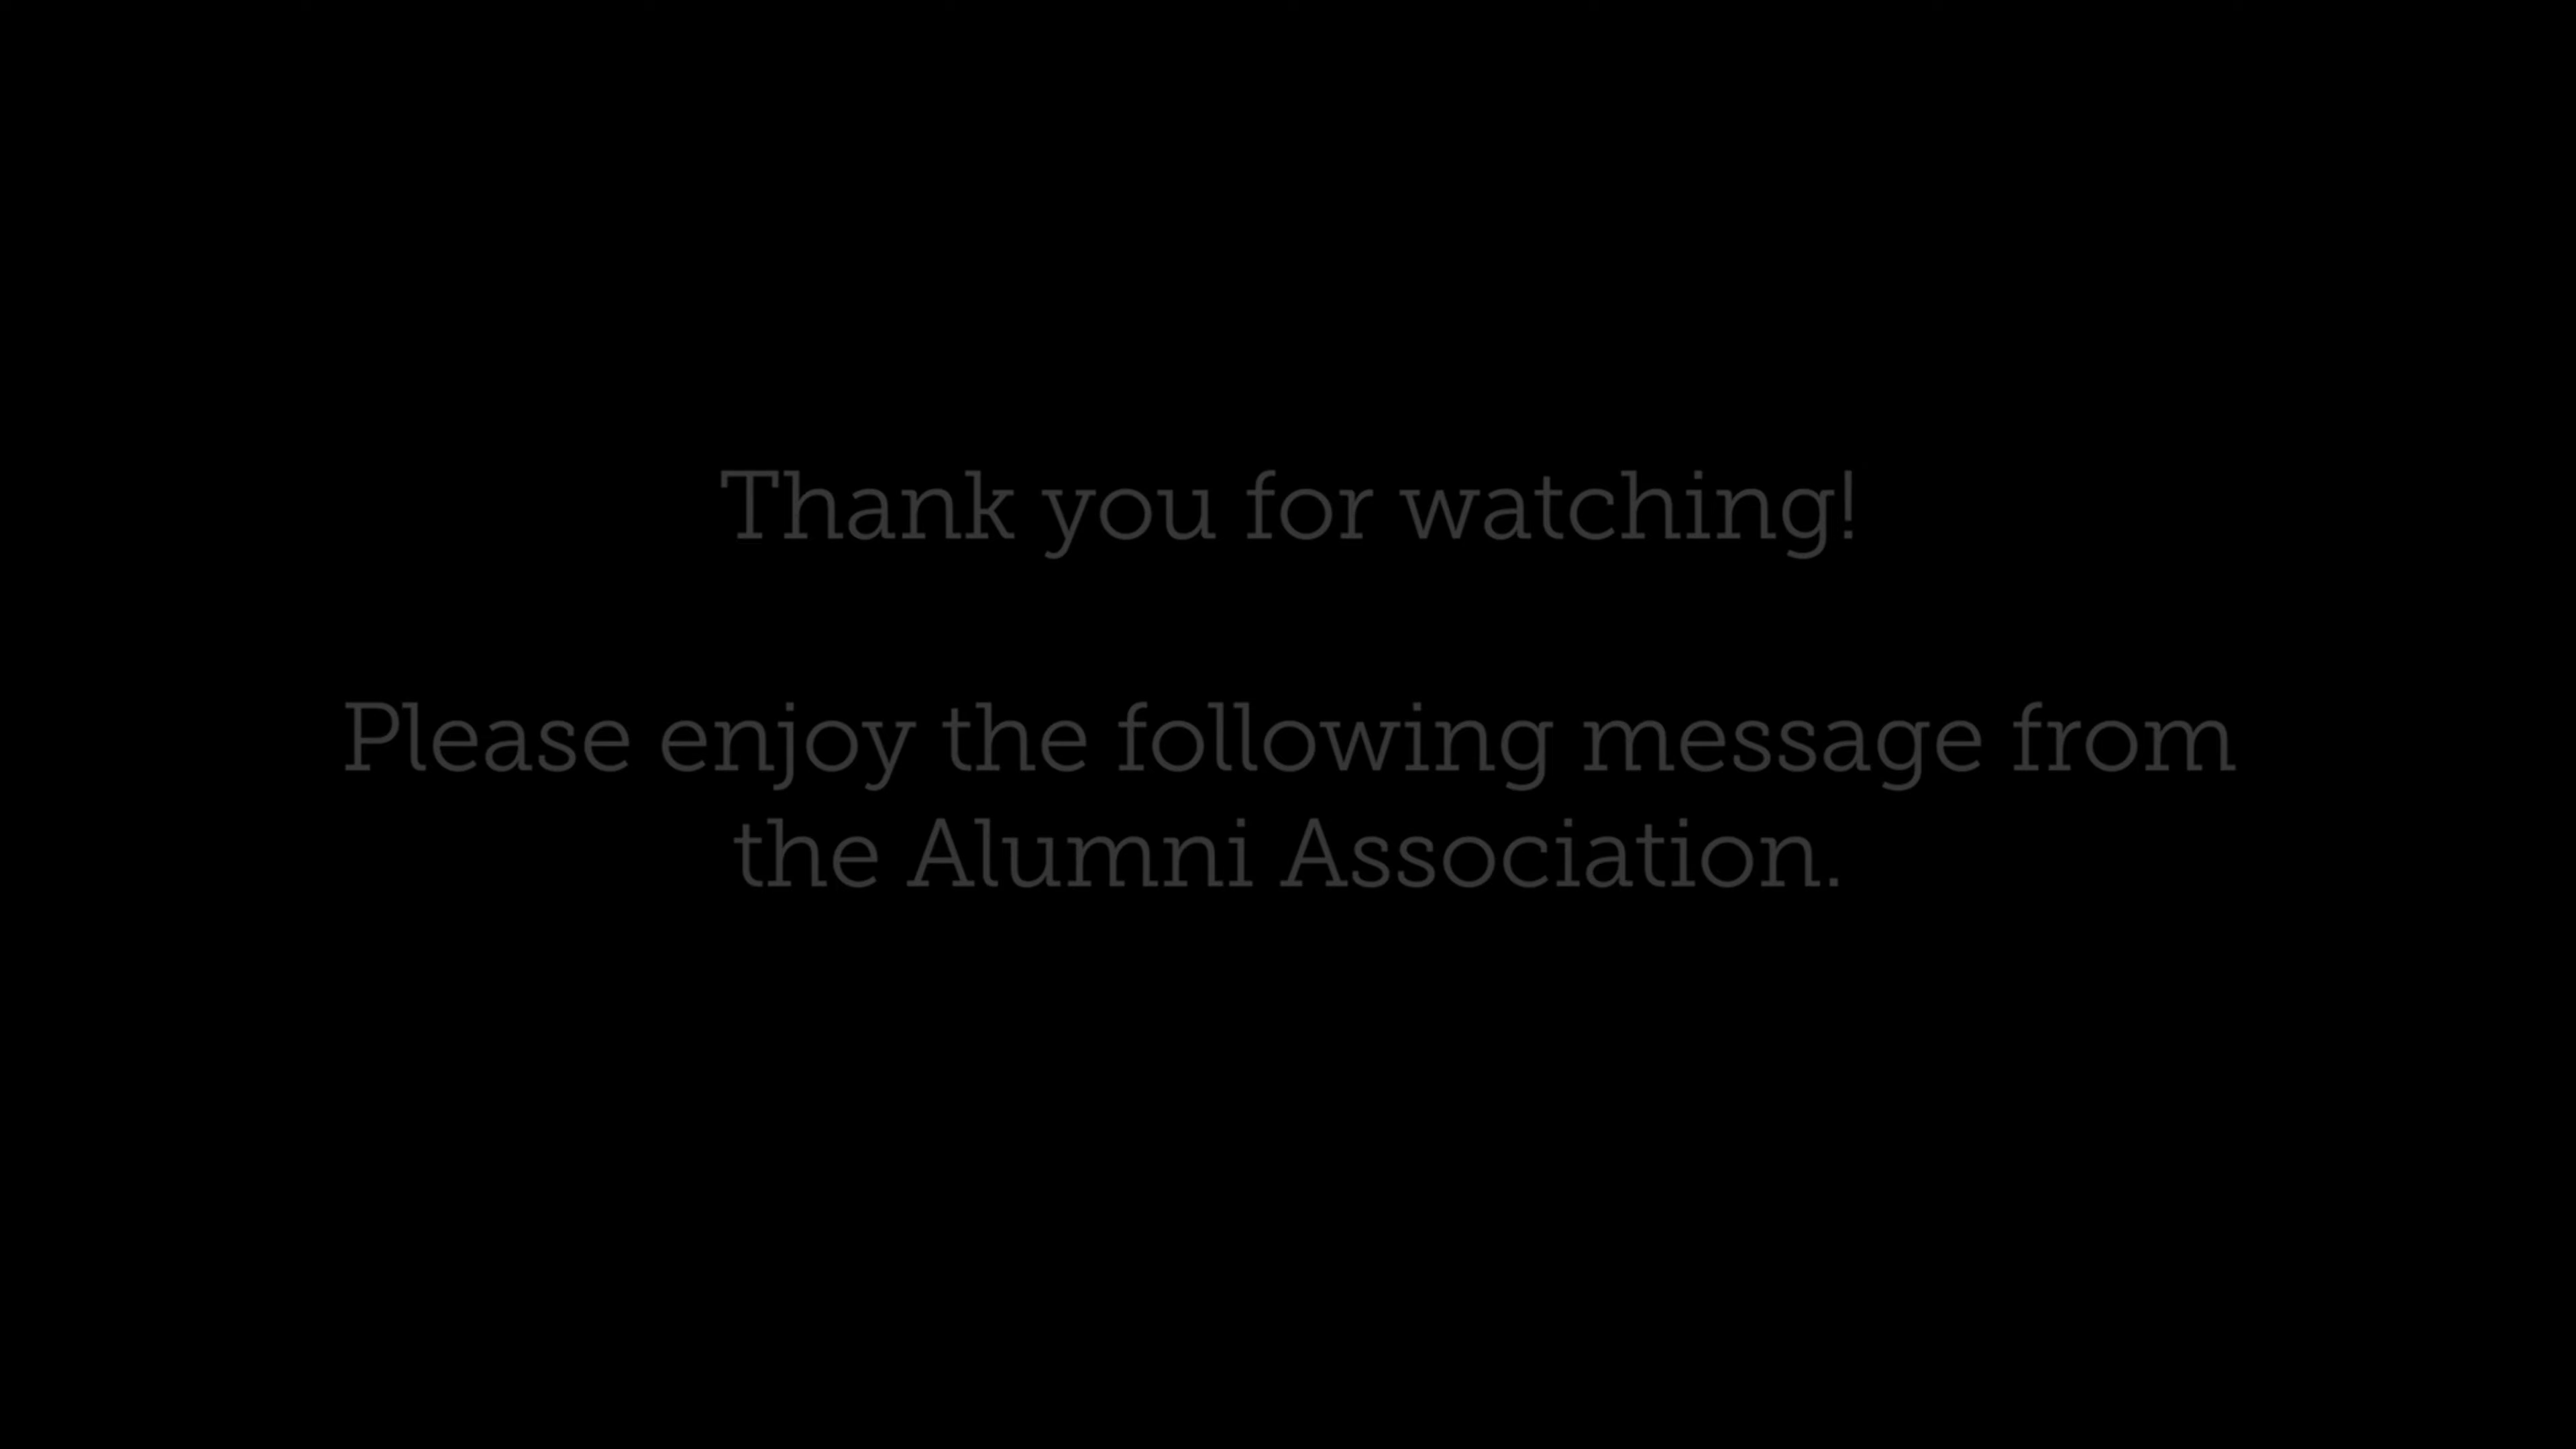 Thank you for watching!
Please enjoy the following message from
the Alumni Association.